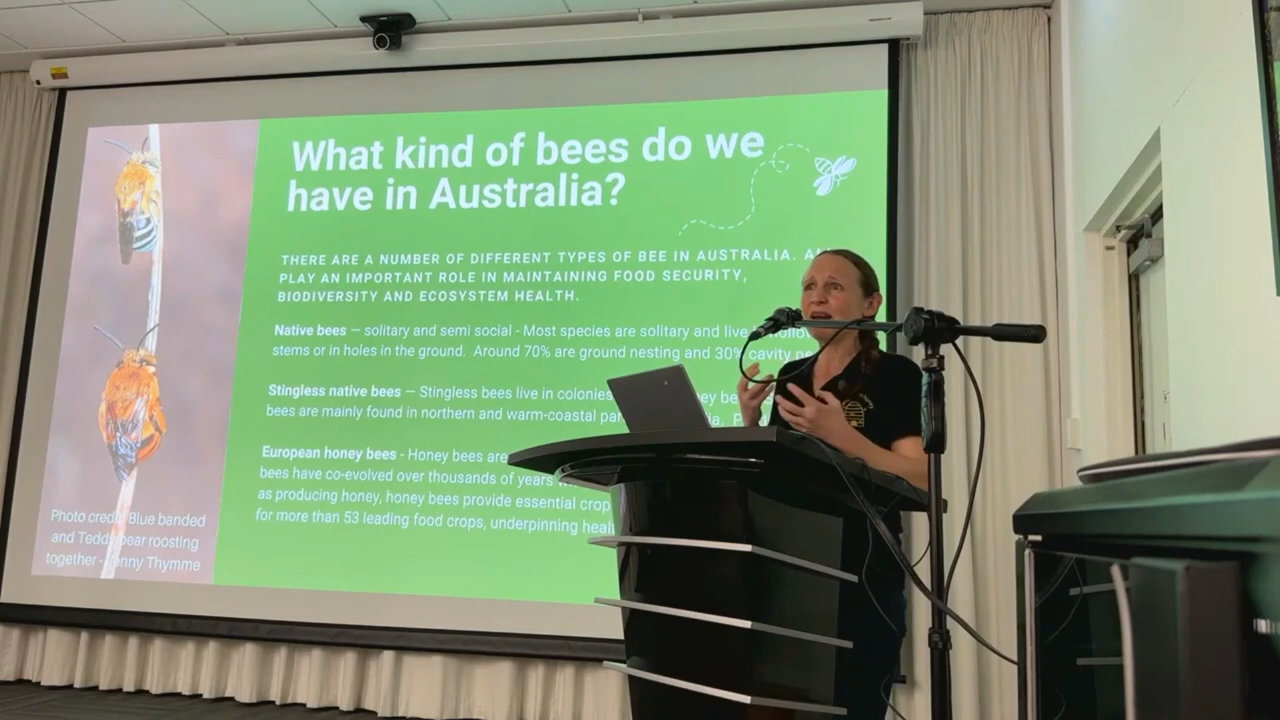 What kind of bees do we
have in Australia?
THERE ARE A NUMBER OF DIFFERENT TYPES OF BEE IN AUSTRALIA.
PLAY AN IMPORTANT ROLE IN MAINTAINING FOOD SECURITY,
BIODIVERSITY AND ECOSYSTEM HEALTH.
Native bees – solitary and semi social - Most species are solitary and live
stems or in holes in the ground. Around 70% are ground nesting and 30% cavity
Stingless native bees – Stingless bees live in colonies
bees are mainly found in northern and warm-coastal
European honey bees - Honey bees are
bees have co-evolved over thousands of years
as producing honey, honey bees provide essential crop
for more than 53 leading food crops, underpinning
Photo credit Blue banded
and Teddy bear roosting
together - Jenny Thymme